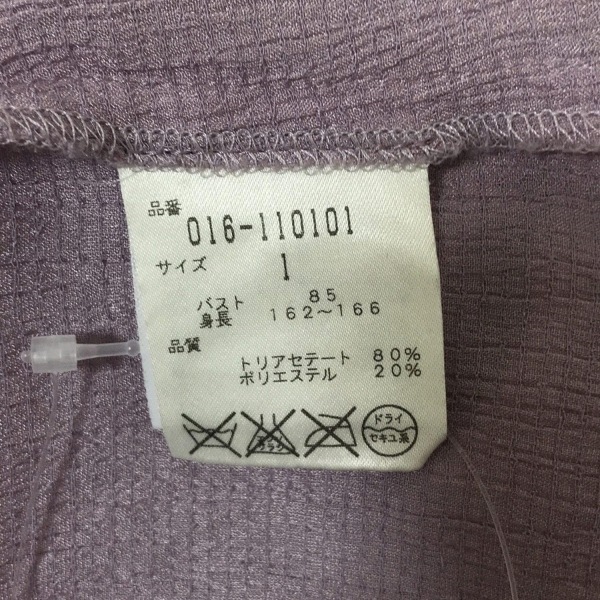 品番
016-110101
サイズ 1
バスト 85
身長 162～166
品質
トリアセテート 80%
ポリエステル 20%
ドライ
セキユ系